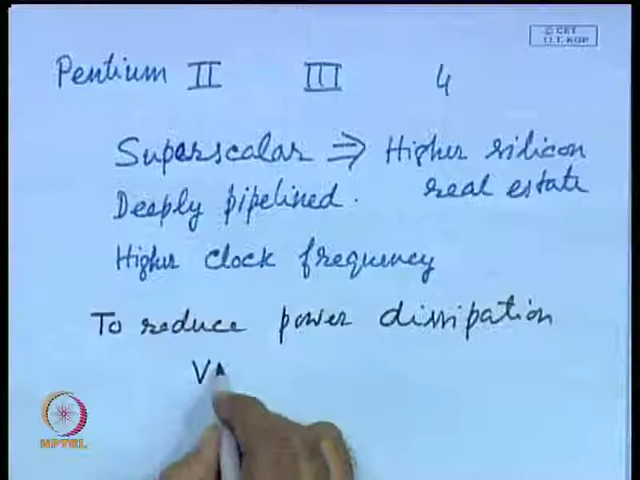 © CET
I.I.T. KGP
Pentium II III 4
Superscalar ⇒ Higher silicon
real estate
Deeply pipelined.
Higher clock frequency
To reduce power dissipation
V
NPTEL